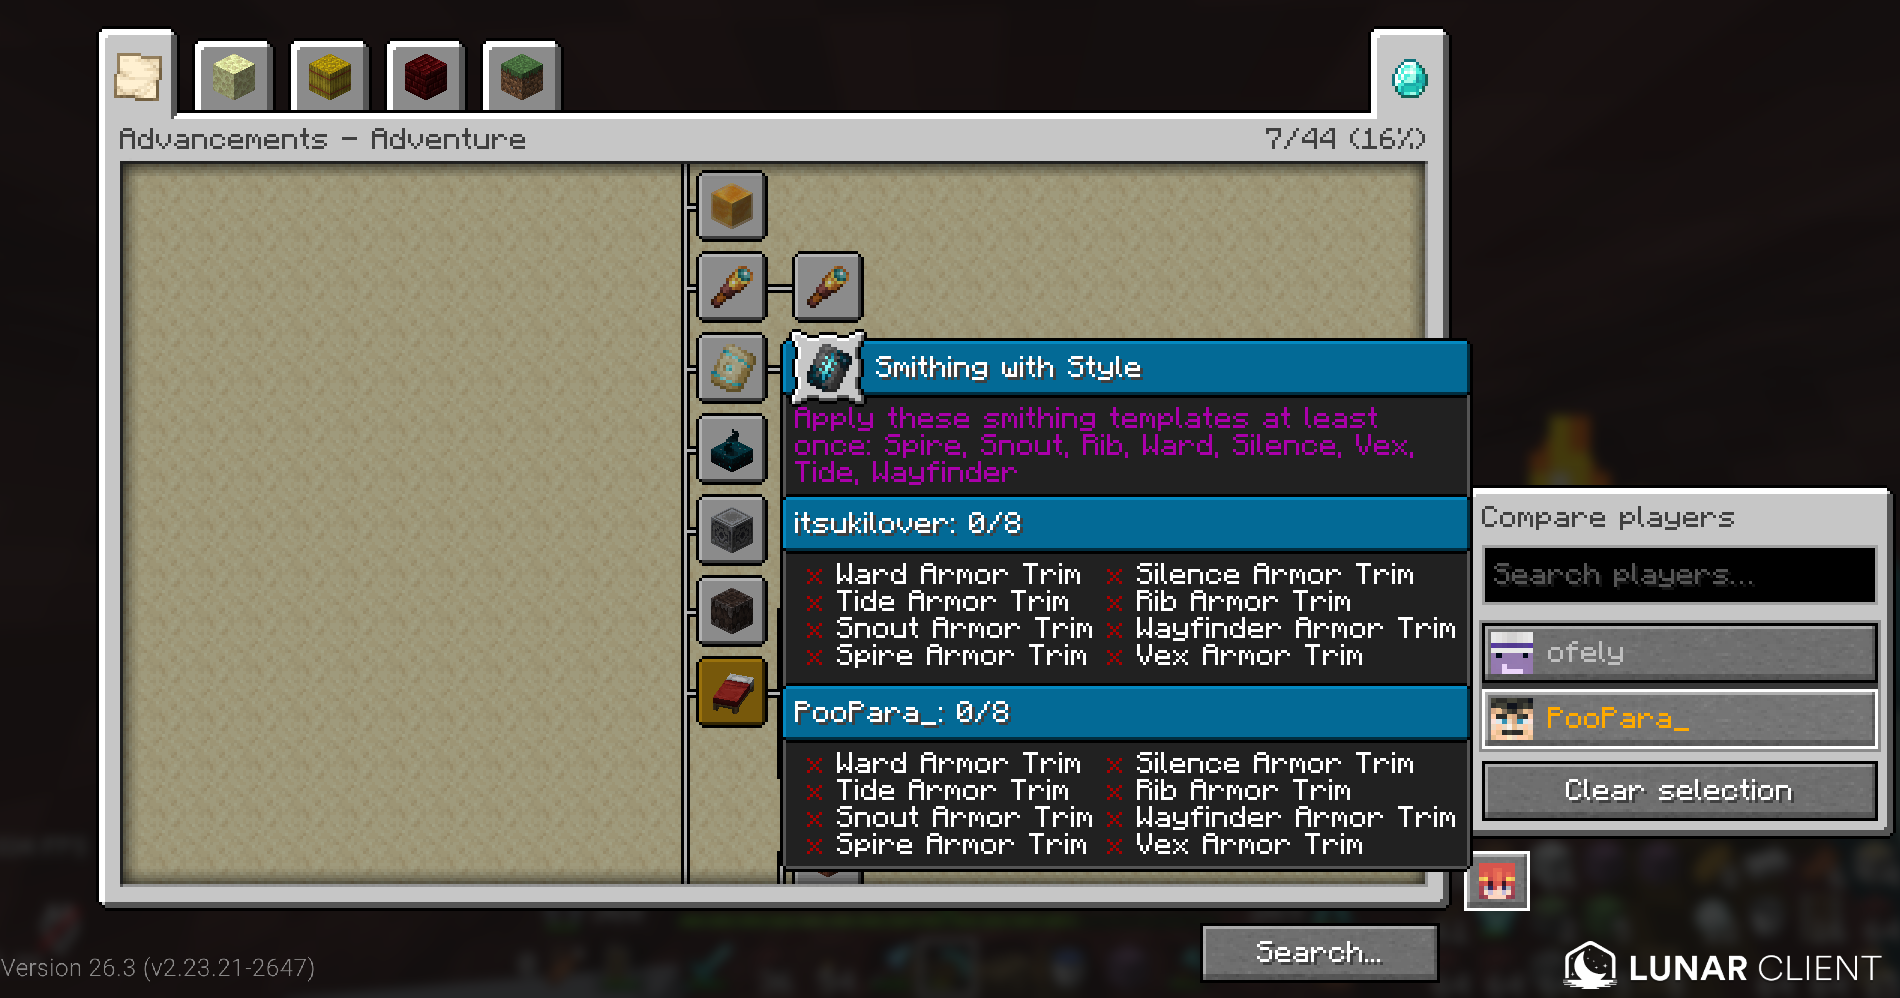 Advancements - Adventure
7/44 (16%)
Smithing with Style
Apply these smithing templates at least
once: Spire, Snout, Rib, Ward, Silence, Vex,
Tide, Wayfinder
itsukilover: 0/8
x Ward Armor Trim x Silence Armor Trim
x Tide Armor Trim x Rib Armor Trim
x Snout Armor Trim x Wayfinder Armor Trim
x Spire Armor Trim x Vex Armor Trim
PooPara_: 0/8
x Ward Armor Trim x Silence Armor Trim
x Tide Armor Trim x Rib Armor Trim
x Snout Armor Trim x Wayfinder Armor Trim
x Spire Armor Trim x Vex Armor Trim
Compare players
Search players...
ofely
PooPara_
Clear selection
Search...
Version 26.3 (v2.23.21-2647)
LUNAR CLIENT